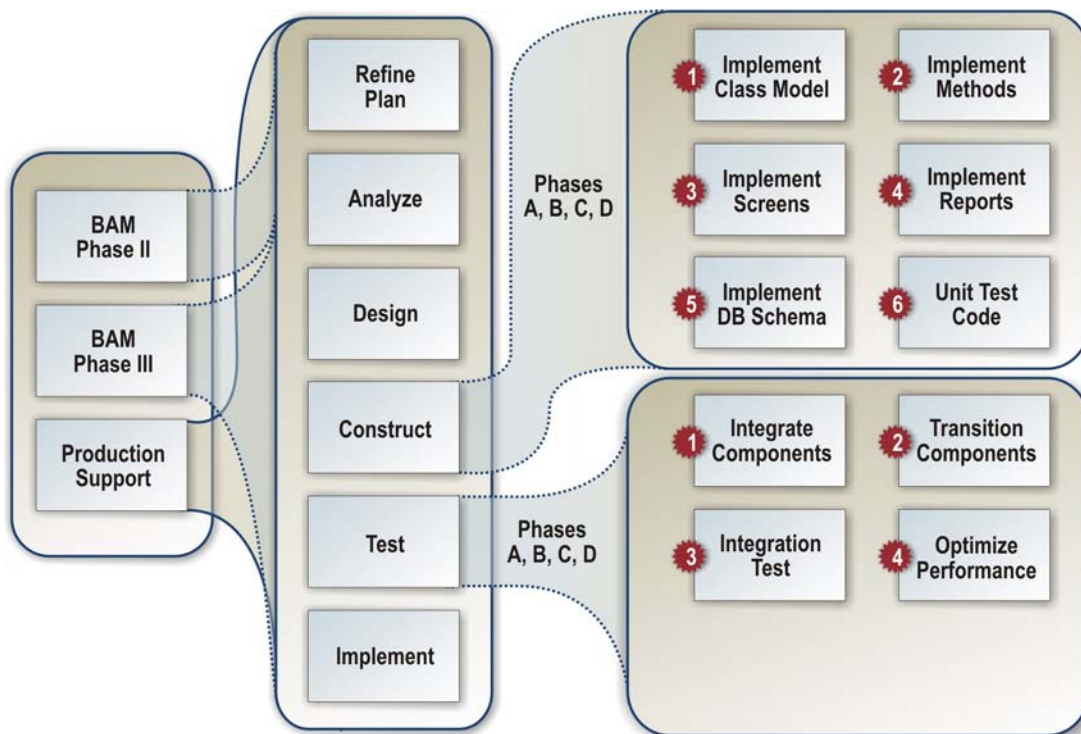 BAM
Phase II
BAM
Phase III
Production
Support
Refine
Plan
Analyze
Design
Construct
Test
Implement
Phases
A, B, C, D
Phases
A, B, C, D
1
Implement
Class Model
2
Implement
Methods
3
Implement
Screens
4
Implement
Reports
5
Implement
DB Schema
6
Unit Test
Code
1
Integrate
Components
2
Transition
Components
3
Integration
Test
4
Optimize
Performance